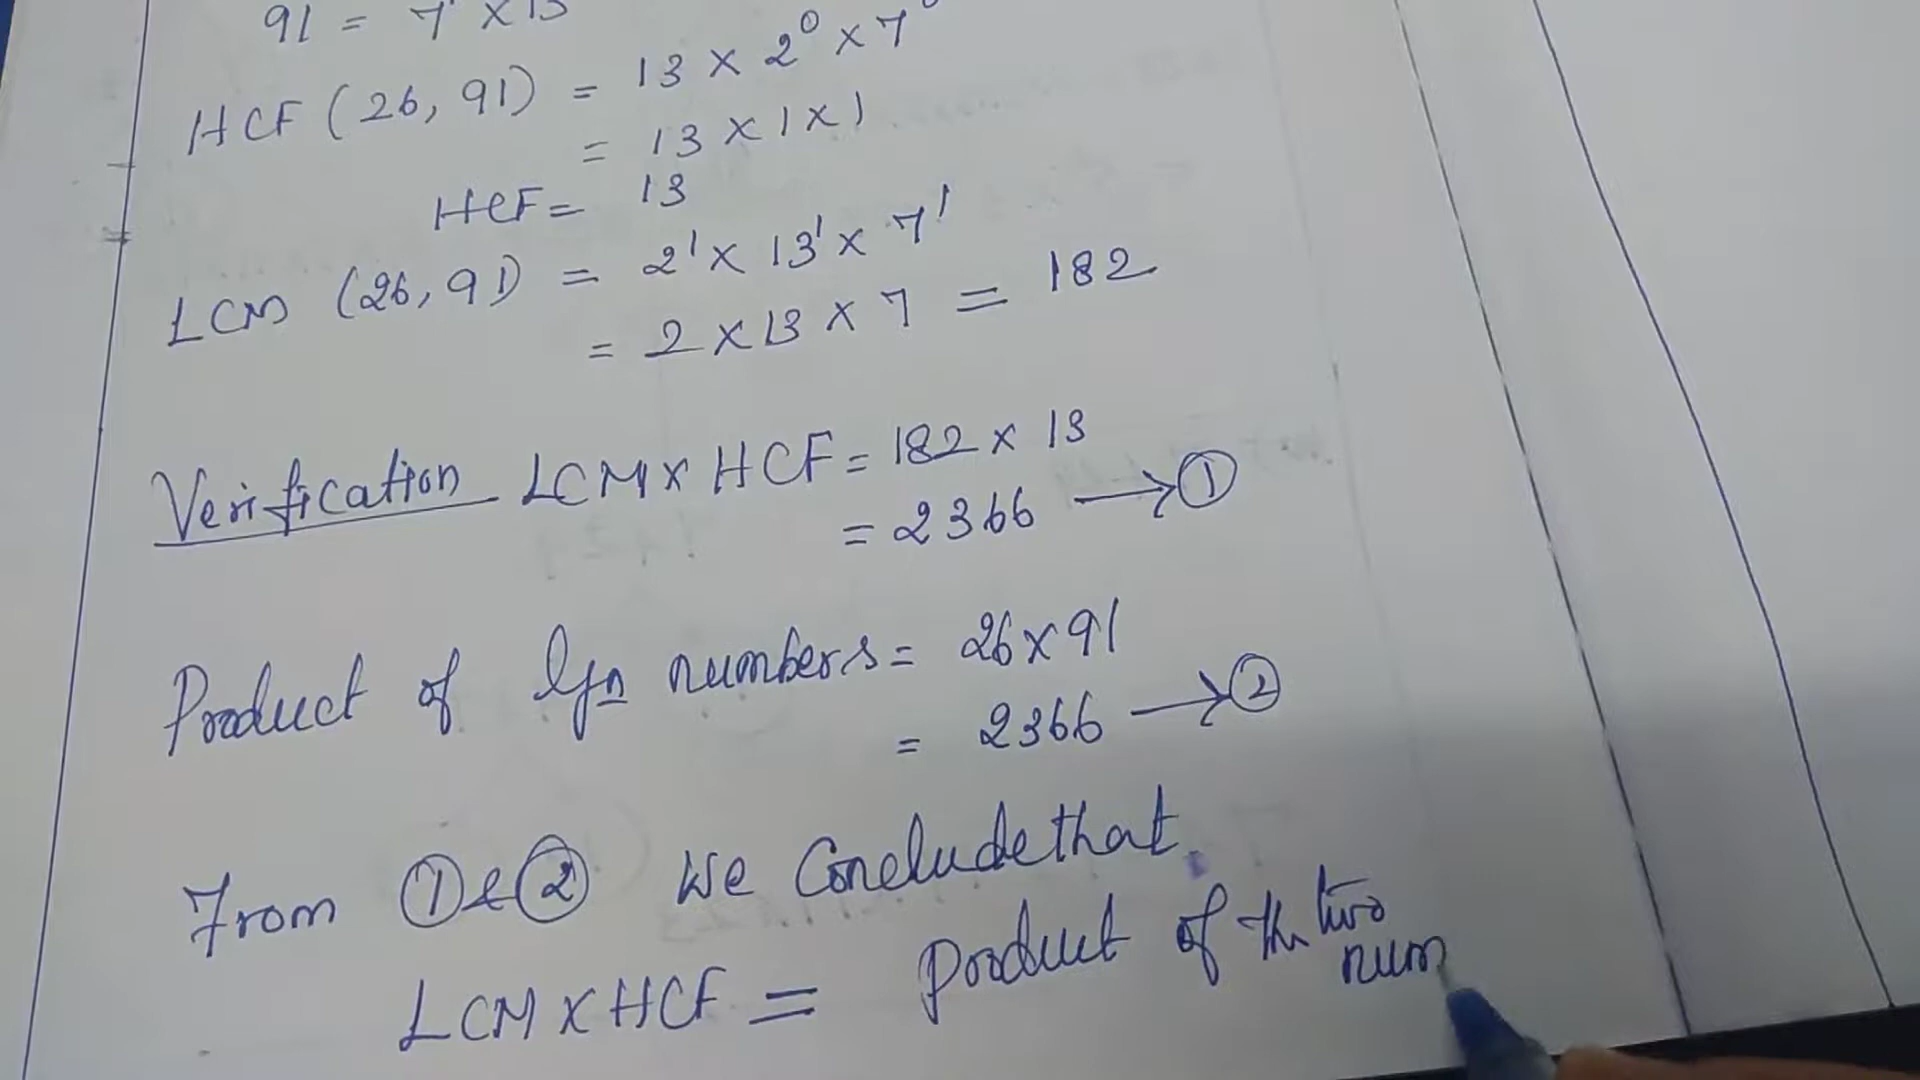 91 = 7¹ × 13
HCF (26, 91) = 13 × 2⁰ × 7⁰
= 13 × 1 × 1
HCF = 13
LCM (26, 91) = 2¹ × 13¹ × 7¹
= 2 × 13 × 7 = 182
Verification LCM × HCF = 182 × 13
= 2366 → ①
Product of numbers = 26 × 91
= 2366 → ②
From ① & ② we Conclude that
LCM × HCF = product of the two
num